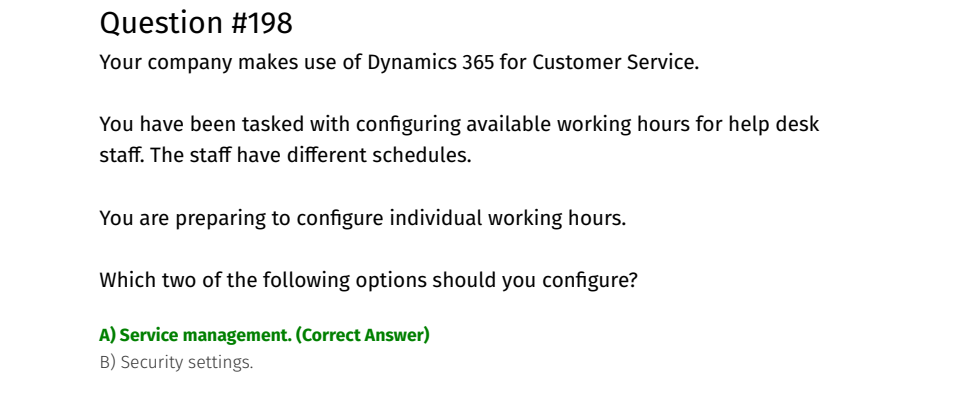 Question #198
Your company makes use of Dynamics 365 for Customer Service.
You have been tasked with configuring available working hours for help desk
staff. The staff have different schedules.
You are preparing to configure individual working hours.
Which two of the following options should you configure?
A) Service management. (Correct Answer)
B) Security settings.